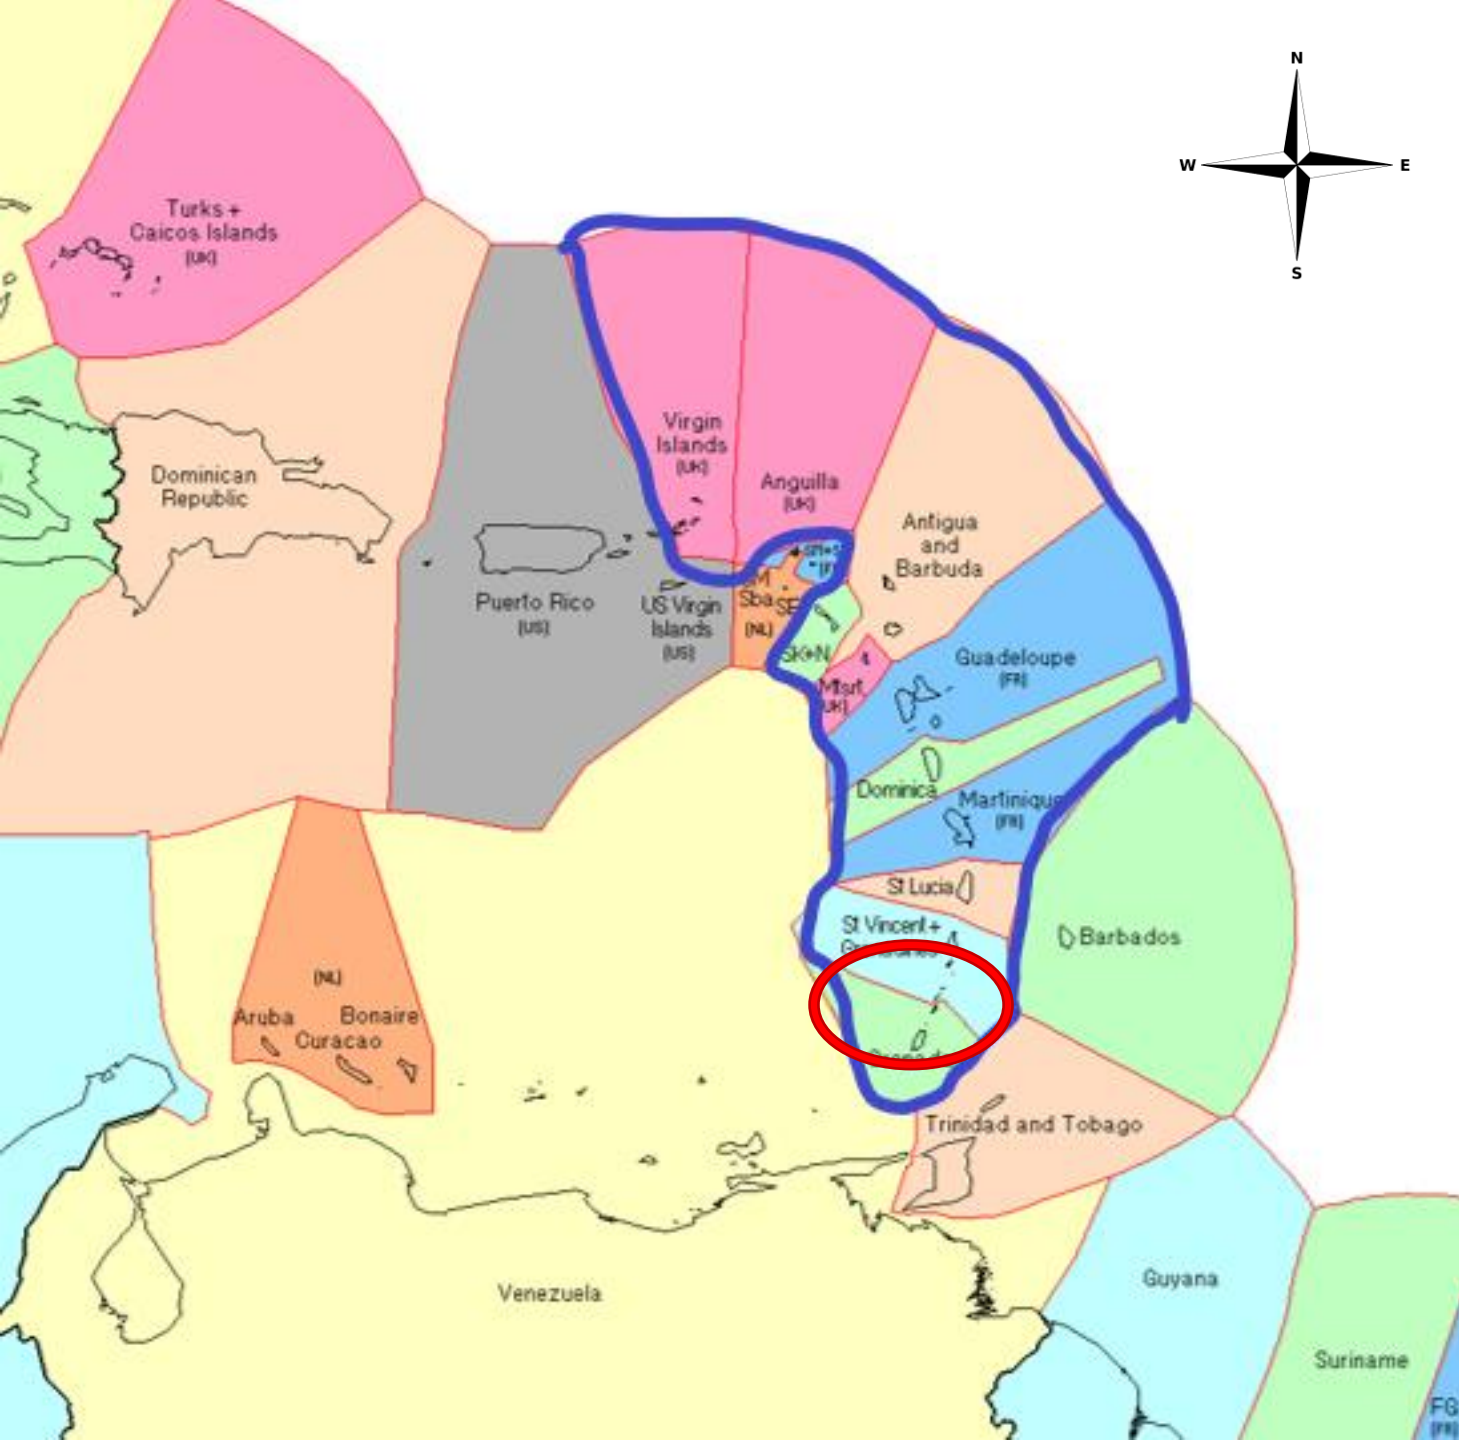 N
W
E
S
Turks +
Caicos Islands
(UK)
Virgin
Islands
(UK)
Anguilla
(UK)
Dominican
Republic
Antigua
and
Barbuda
Puerto Rico
(US)
US Virgin
Islands
(US)
Sba
(NL)
SK+N
Guadeloupe
(FR)
Mtsrt
(UK)
Dominica
Martinique
(FR)
St Lucia
St Vincent +
Barbados
(NL)
Aruba
Bonaire
Curacao
Trinidad and Tobago
Venezuela
Guyana
Suriname
FG
(FR)